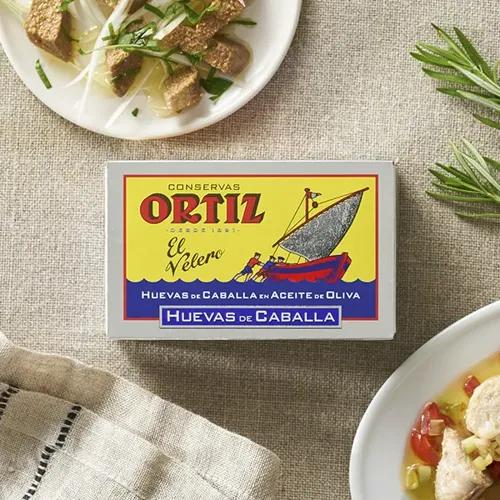 CONSERVAS
ORTIZ
-DESDE 1891-
El
Velero
HUEVAS DE CABALLA EN ACEITE DE OLIVA
HUEVAS DE CABALLA